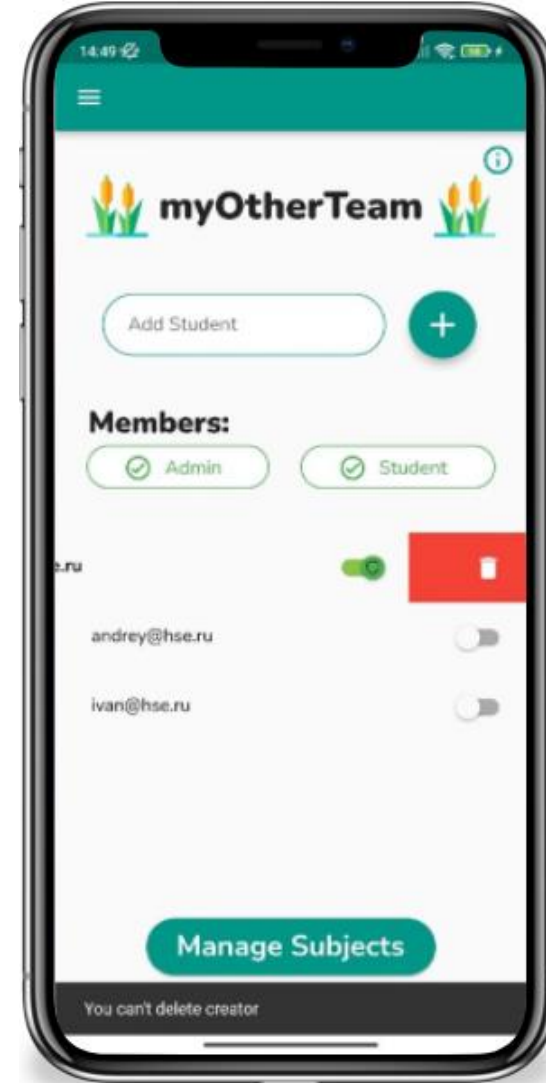 14:49
myOtherTeam
Add Student
Members:
Admin
Student
e.ru
andrey@hse.ru
ivan@hse.ru
Manage Subjects
You can't delete creator